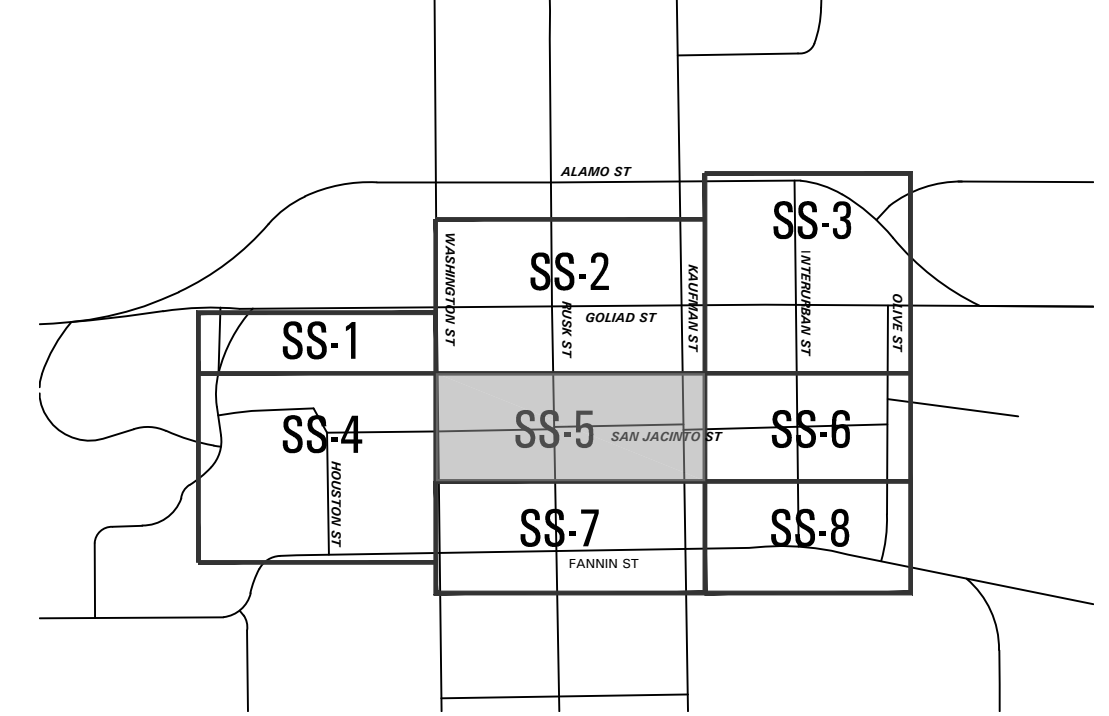 ALAMO ST
SS-3
WASHINGTON ST
SS-2
KAUFMAN ST
INTERURBAN ST
OLIVE ST
RUSK ST
GOLIAD ST
SS-1
SS-4
SS-5
SAN JACINTO ST
SS-6
HOUSTON ST
SS-7
SS-8
FANNIN ST